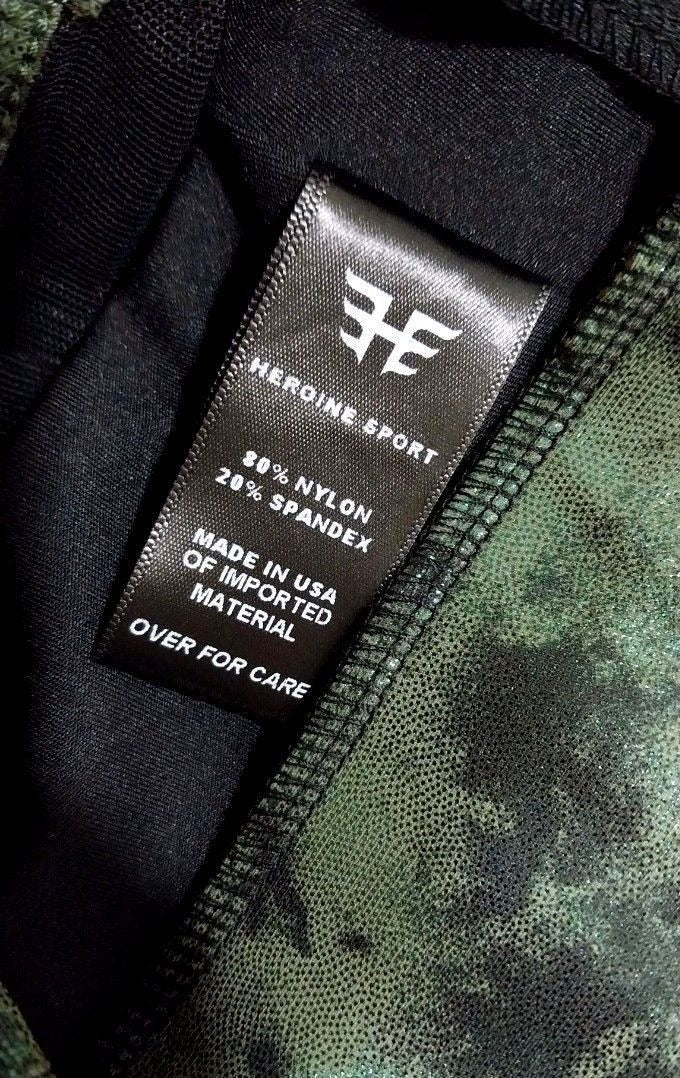 HEROINE SPORT
80% NYLON
20% SPANDEX
MADE IN USA
OF IMPORTED
MATERIAL
OVER FOR CARE